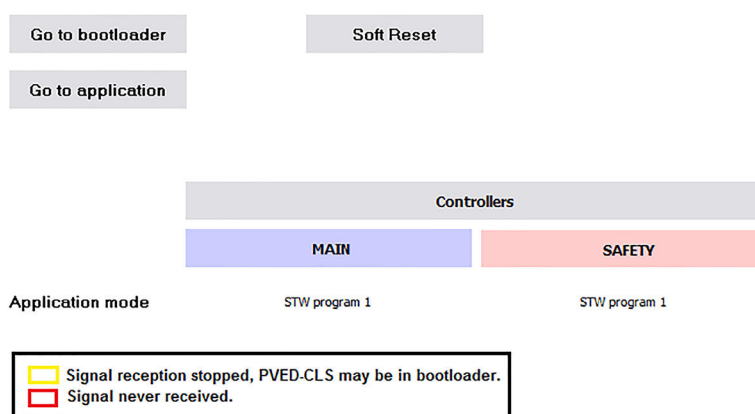 Go to bootloader Soft Reset
Go to application
Controllers
MAIN SAFETY
Application mode STW program 1 STW program 1
Signal reception stopped, PVED-CLS may be in bootloader.
Signal never received.